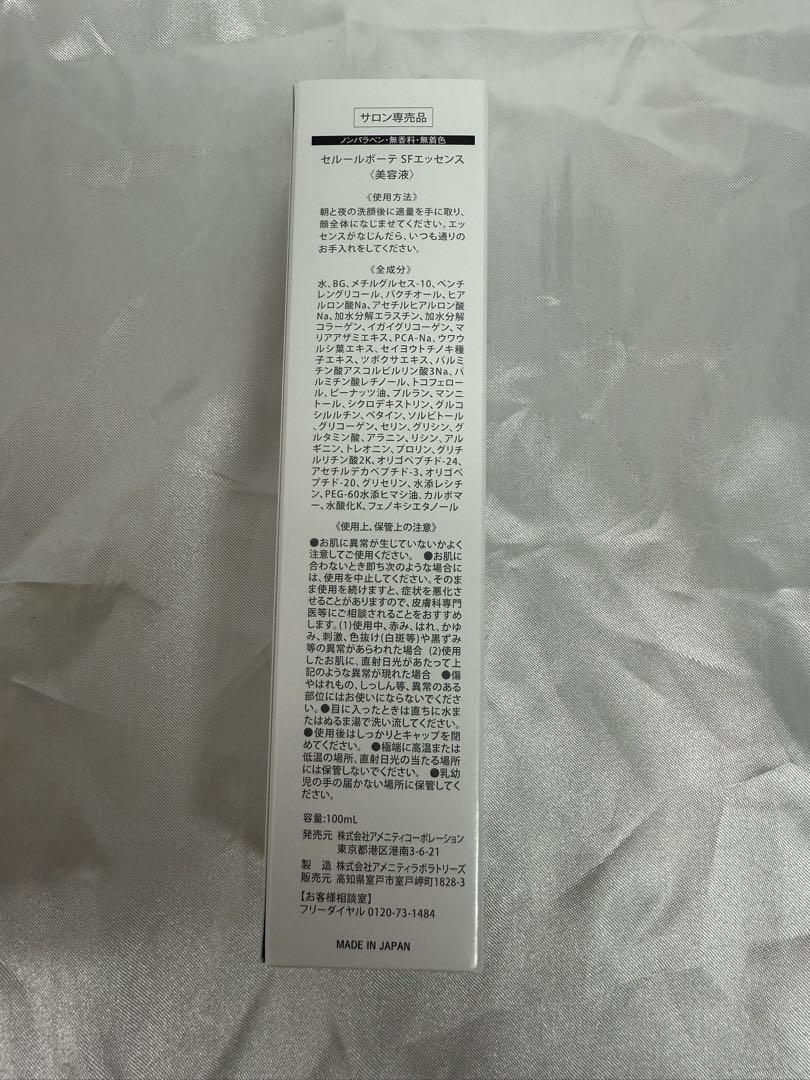 サロン専売品
ノンパラベン・無香料・無着色
セルールボーテ SFエッセンス
〈美容液〉
《使用方法》
朝と夜の洗顔後に適量を手に取り、
顔全体になじませてください。エッ
センスがなじんだら、いつも通りの
お手入れをしてください。
《全成分》
水、BG、メチルグルセス-10、ペンチ
レングリコール、バクチオール、ヒア
ルロン酸Na、アセチルヒアルロン酸
Na、加水分解エラスチン、加水分解
コラーゲン、イガイグリコーゲン、マ
リアアザミエキス、PCA-Na、ウワウ
ルシ葉エキス、セイヨウトチノキ種
子エキス、ツボクサエキス、パルミ
チン酸アスコルビルリン酸3Na、パ
ルミチン酸レチノール、トコフェロー
ル、ピーナッツ油、プルラン、マンニ
トール、シクロデキストリン、グルコ
シルルチン、ベタイン、ソルビトール
、グリコーゲン、セリン、グリシン、グ
ルタミン酸、アラニン、リシン、アル
ギニン、トレオニン、プロリン、グリチ
ルリチン酸2K、オリゴペプチド-24、
アセチルデカペプチド-3、オリゴペ
プチド-20、グリセリン、水添レシチ
ン、PEG-60水添ヒマシ油、カルボマ
ー、水酸化K、フェノキシエタノール
《使用上、保管上の注意》
●お肌に異常が生じていないかよく
注意してご使用ください。 ●お肌に
合わないとき即ち次のような場合に
は、使用を中止してください。そのまま
ま使用を続けますと、症状を悪化さ
せることがありますので、皮膚科専門
医等にご相談されることをおすすめ
します。(1)使用中、赤み、はれ、かゆ
み、刺激、色抜け(白斑等)や黒ずみ
等の異常があらわれた場合 (2)使用
したお肌に、直射日光があたって上
記のような異常が現れた場合 ●傷
やはれもの、しっしん等、異常のある
部位にはお使いにならないでくださ
い。●目に入ったときは直ちに水ま
たはぬるま湯で洗い流してください。
●使用後はしっかりとキャップを閉
めてください。 ●極端に高温または
低温の場所、直射日光の当たる場所
には保管しないでください。 ●乳幼
児の手の届かない場所に保管してく
ださい。
容量:100mL
発売元 株式会社アメニティコーポレーション
東京都港区港南3-6-21
製 造 株式会社アメニティラボラトリーズ
販売元 高知県室戸市室戸岬町1828-3
【お客様相談室】
フリーダイヤル 0120-73-1484
MADE IN JAPAN